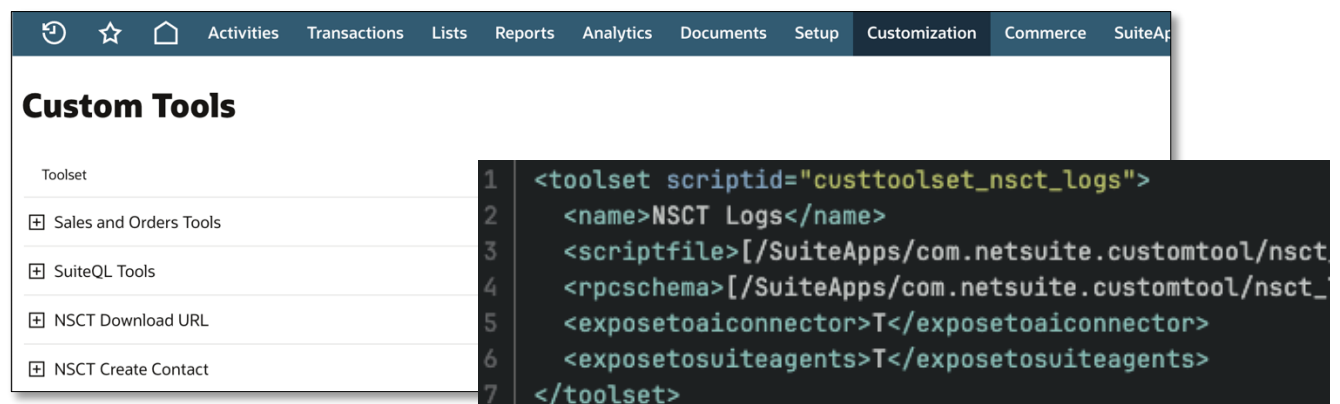 Activities Transactions Lists Reports Analytics Documents Setup Customization Commerce
Custom Tools
Toolset
Sales and Orders Tools
SuiteQL Tools
NSCT Download URL
NSCT Create Contact
1 <toolset scriptid="custtoolset_nsct_logs">
2 <name>NSCT Logs</name>
3 <scriptfile>[/SuiteApps/com.netsuite.customtool/nsct_
4 <rpcschema>[/SuiteApps/com.netsuite.customtool/nsct_
5 <exposetoaiconnector>T</exposetoaiconnector>
6 <exposetosuiteagents>T</exposetosuiteagents>
7 </toolset>